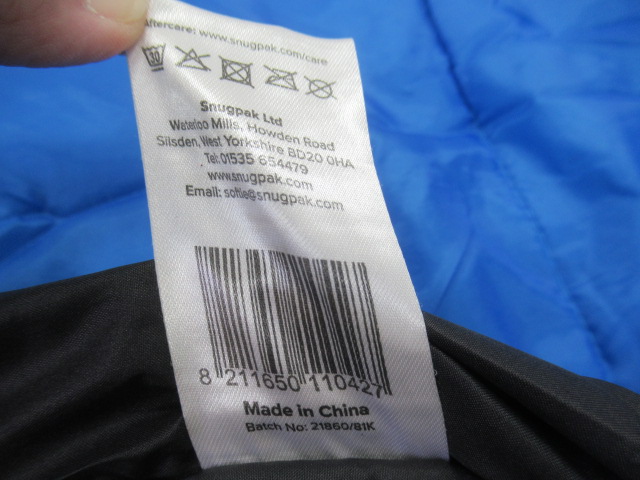 Aftercare: www.snugpak.com/care
30
Snugpak Ltd
Waterloo Mills, Howden Road
Silsden, West Yorkshire BD20 0HA
Tel: 01535 654479
www.snugpak.com
Email: softie@snugpak.com
8 211650 110427
Made in China
Batch No: 21860/81K